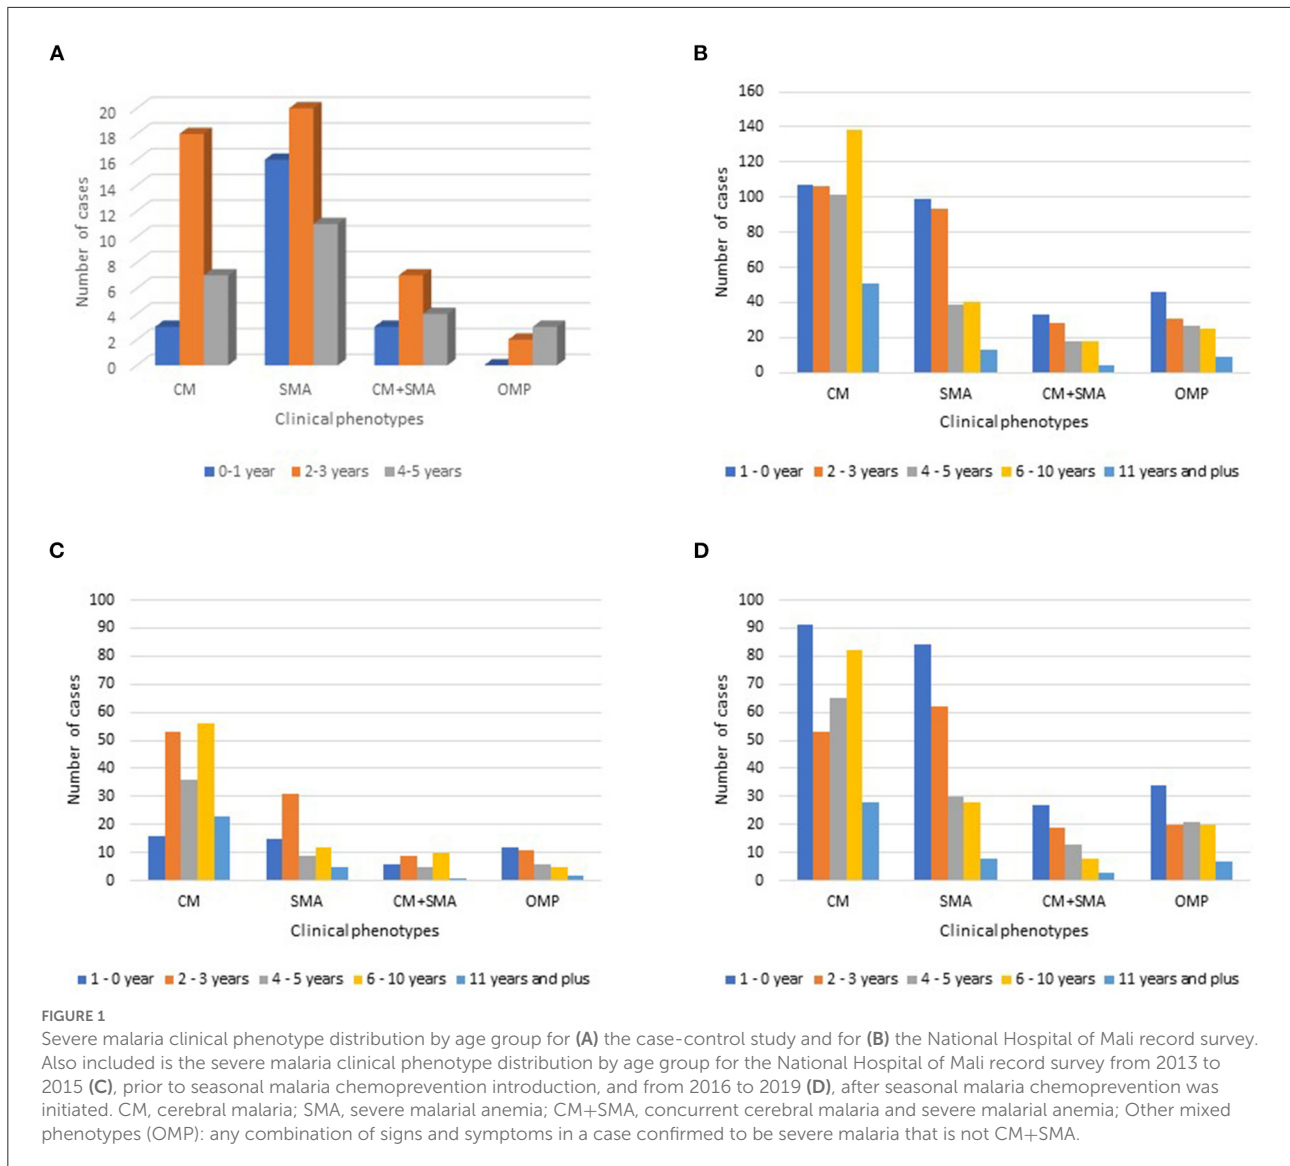 A
20
18
16
14
12
10
8
6
4
2
0
Number of cases
CM SMA CM+SMA OMP
Clinical phenotypes
0-1 year 2-3 years 4-5 years
B
160
140
120
100
80
60
40
20
0
Number of cases
CM SMA CM+SMA OMP
Clinical phenotypes
1 - 0 year 2 - 3 years 4 - 5 years 6 - 10 years 11 years and plus
C
100
90
80
70
60
50
40
30
20
10
0
Number of cases
CM SMA CM+SMA OMP
Clinical phenotypes
1 - 0 year 2 - 3 years 4 - 5 years 6 - 10 years 11 years and plus
D
100
90
80
70
60
50
40
30
20
10
0
Number of cases
CM SMA CM+SMA OMP
Clinical phenotypes
1 - 0 year 2 - 3 years 4 - 5 years 6 - 10 years 11 years and plus
FIGURE 1
Severe malaria clinical phenotype distribution by age group for (A) the case-control study and for (B) the National Hospital of Mali record survey.
Also included is the severe malaria clinical phenotype distribution by age group for the National Hospital of Mali record survey from 2013 to
2015 (C), prior to seasonal malaria chemoprevention introduction, and from 2016 to 2019 (D), after seasonal malaria chemoprevention was
initiated. CM, cerebral malaria; SMA, severe malarial anemia; CM+SMA, concurrent cerebral malaria and severe malarial anemia; Other mixed
phenotypes (OMP): any combination of signs and symptoms in a case confirmed to be severe malaria that is not CM+SMA.